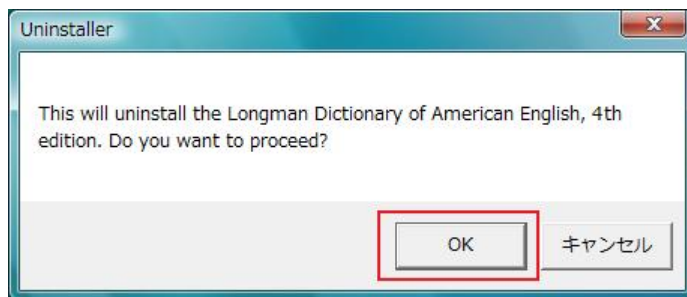 Uninstaller
This will uninstall the Longman Dictionary of American English, 4th
edition. Do you want to proceed?
OK キャンセル